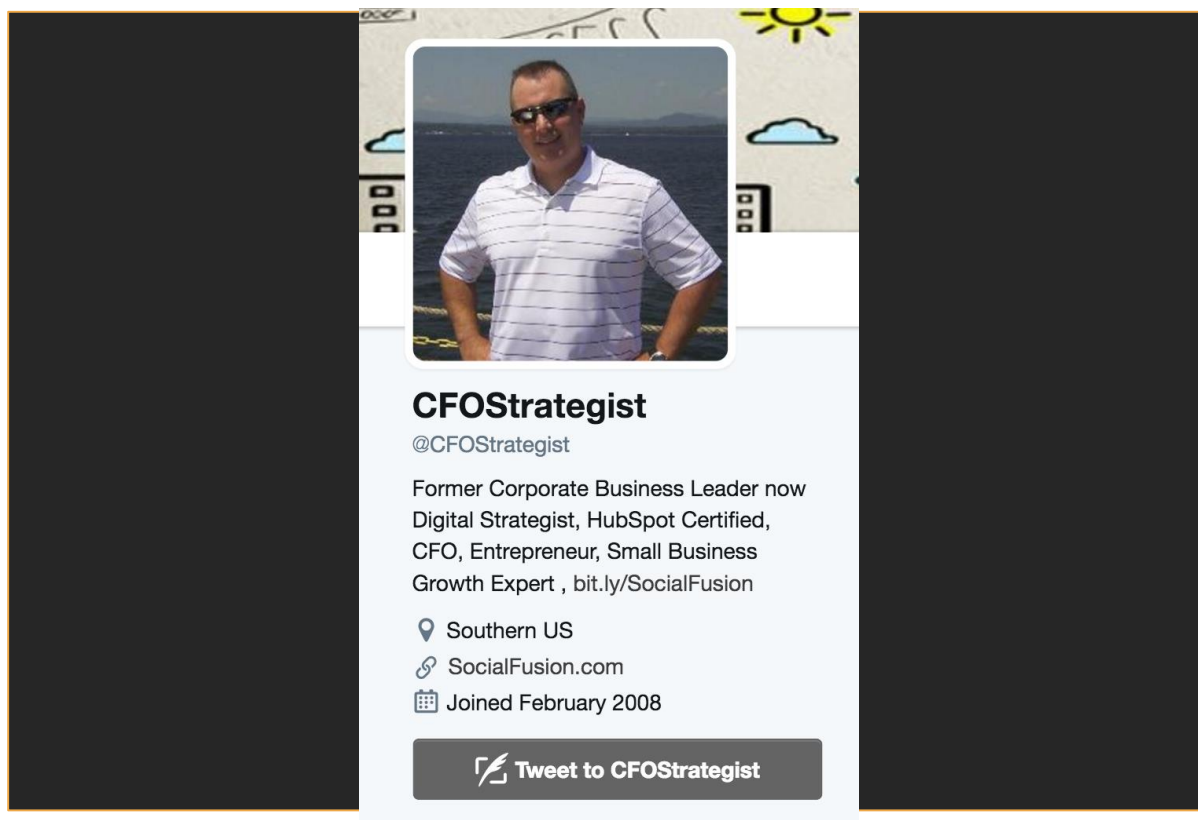 CFOStrategist
@CFOStrategist
Former Corporate Business Leader now
Digital Strategist, HubSpot Certified,
CFO, Entrepreneur, Small Business
Growth Expert , bit.ly/SocialFusion
Southern US
SocialFusion.com
Joined February 2008
Tweet to CFOStrategist